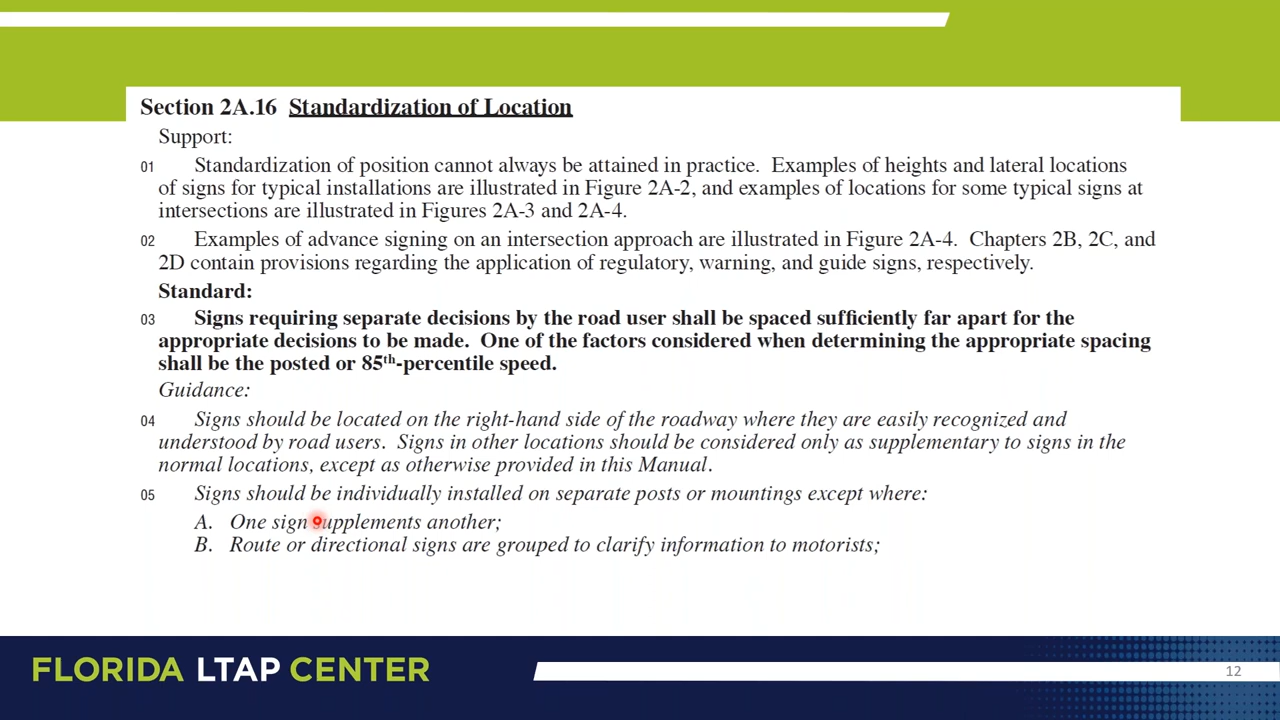 Section 2A.16 Standardization of Location
Support:
01 Standardization of position cannot always be attained in practice. Examples of heights and lateral locations
of signs for typical installations are illustrated in Figure 2A-2, and examples of locations for some typical signs at
intersections are illustrated in Figures 2A-3 and 2A-4.
02 Examples of advance signing on an intersection approach are illustrated in Figure 2A-4. Chapters 2B, 2C, and
2D contain provisions regarding the application of regulatory, warning, and guide signs, respectively.
Standard:
03 Signs requiring separate decisions by the road user shall be spaced sufficiently far apart for the
appropriate decisions to be made. One of the factors considered when determining the appropriate spacing
shall be the posted or 85th-percentile speed.
Guidance:
04 Signs should be located on the right-hand side of the roadway where they are easily recognized and
understood by road users. Signs in other locations should be considered only as supplementary to signs in the
normal locations, except as otherwise provided in this Manual.
05 Signs should be individually installed on separate posts or mountings except where:
A. One sign supplements another;
B. Route or directional signs are grouped to clarify information to motorists;
FLORIDA LTAP CENTER
12